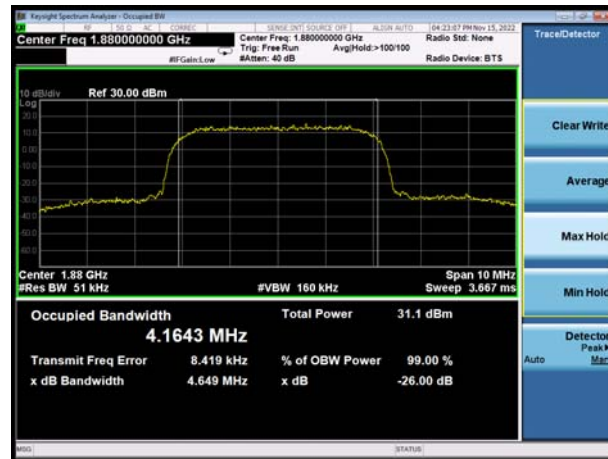 Keysight Spectrum Analyzer - Occupied BW
RF 50 Ω AC CORREC SENSE:INT SOURCE OFF ALIGN AUTO 04:23:07 PM Nov 15, 2022
Center Freq 1.880000000 GHz Center Freq: 1.880000000 GHz Radio Std: None
Trig: Free Run Avg|Hold:>100/100
#IFGain:Low #Atten: 40 dB Radio Device: BTS
Trace/Detector
10 dB/div Ref 30.00 dBm
Log
20.0
10.0
0.00
10.0
20.0
30.0
40.0
50.0
60.0
Center 1.88 GHz Span 10 MHz
#Res BW 51 kHz #VBW 160 kHz Sweep 3.667 ms
Occupied Bandwidth Total Power 31.1 dBm
4.1643 MHz
Transmit Freq Error 8.419 kHz % of OBW Power 99.00 %
x dB Bandwidth 4.649 MHz x dB -26.00 dB
Clear Write
Average
Max Hold
Min Hold
Detector
Peak
Auto Man
MSG STATUS